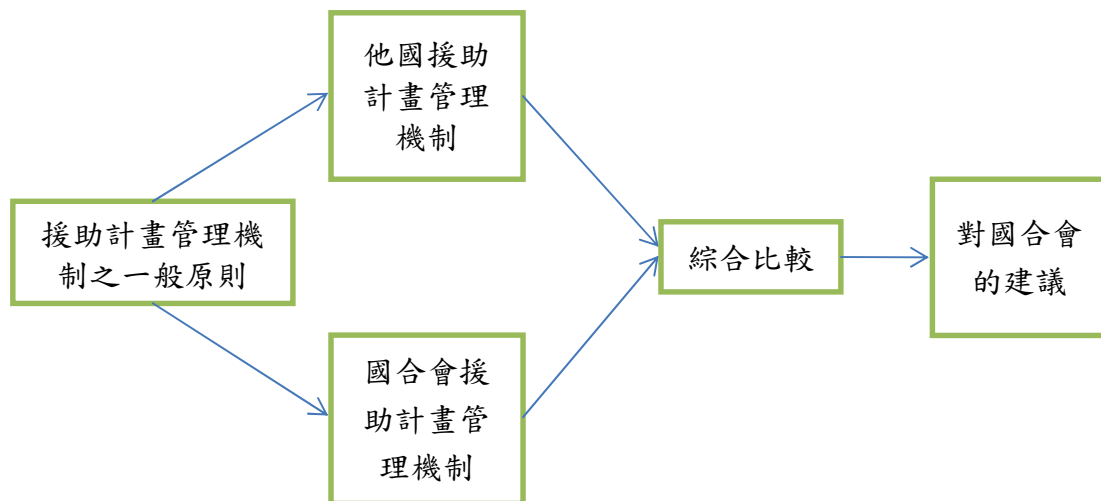 他國援助
計畫管理
機制
援助計畫管理機
制之一般原則
國合會援
助計畫管
理機制
綜合比較
對國合會
的建議